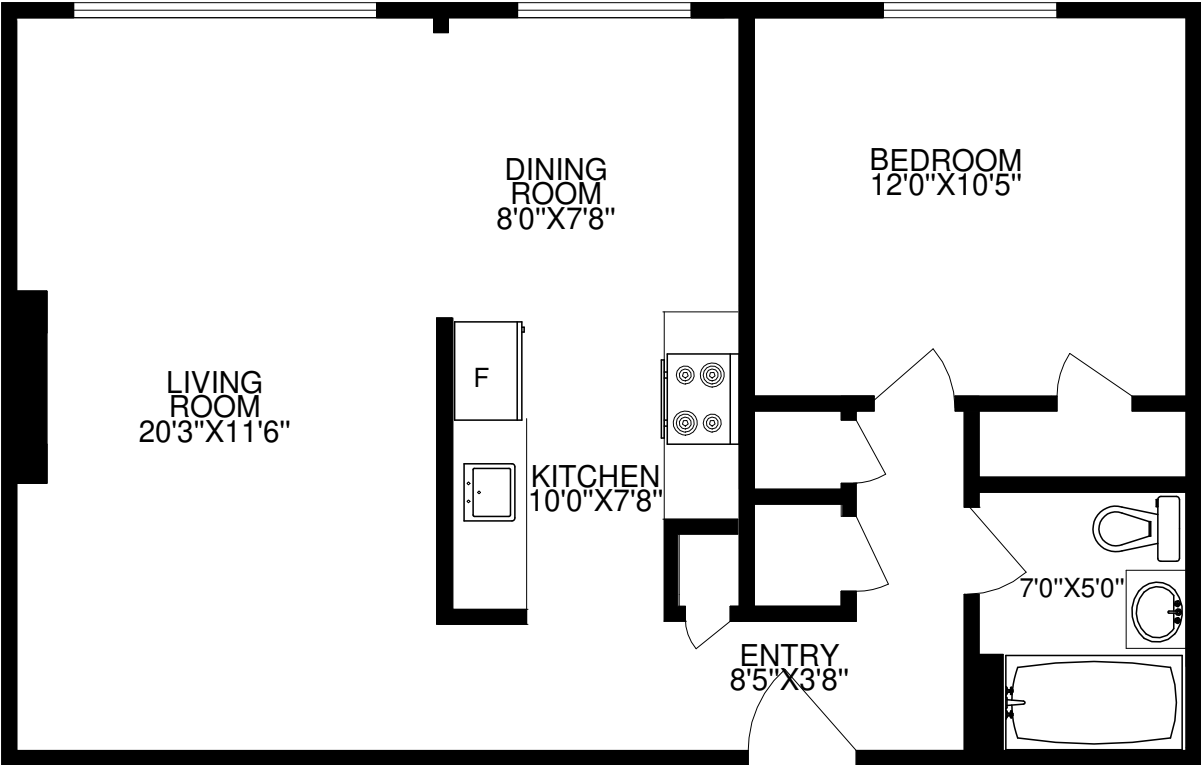 DINING
ROOM
8'0"X7'8"
BEDROOM
12'0"X10'5"
LIVING
ROOM
20'3"X11'6"
F
KITCHEN
10'0"X7'8"
7'0"X5'0"
ENTRY
8'5"X3'8"